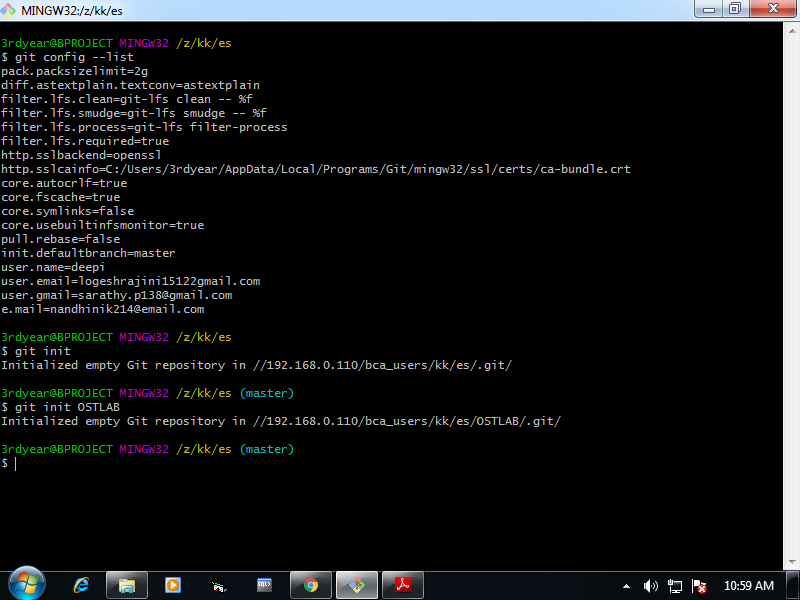 MINGW32:/z/kk/es
3rdyear@BPROJECT MINGW32 /z/kk/es
$ git config --list
pack.packsizelimit=2g
diff.astextplain.textconv=astextplain
filter.lfs.clean=git-lfs clean -- %f
filter.lfs.smudge=git-lfs smudge -- %f
filter.lfs.process=git-lfs filter-process
filter.lfs.required=true
http.sslbackend=openssl
http.sslcainfo=C:/Users/3rdyear/AppData/Local/Programs/Git/mingw32/ssl/certs/ca-bundle.crt
core.autocrlf=true
core.fscache=true
core.symlinks=false
core.usebuiltinfsmonitor=true
pull.rebase=false
init.defaultbranch=master
user.name=deepi
user.email=logeshrajini15122gmail.com
user.gmail=sarathy.p138@gmail.com
e.mail=nandhinik214@email.com
3rdyear@BPROJECT MINGW32 /z/kk/es
$ git init
Initialized empty Git repository in //192.168.0.110/bca_users/kk/es/.git/
3rdyear@BPROJECT MINGW32 /z/kk/es (master)
$ git init OSTLAB
Initialized empty Git repository in //192.168.0.110/bca_users/kk/es/OSTLAB/.git/
3rdyear@BPROJECT MINGW32 /z/kk/es (master)
$
SQL>
10:59 AM